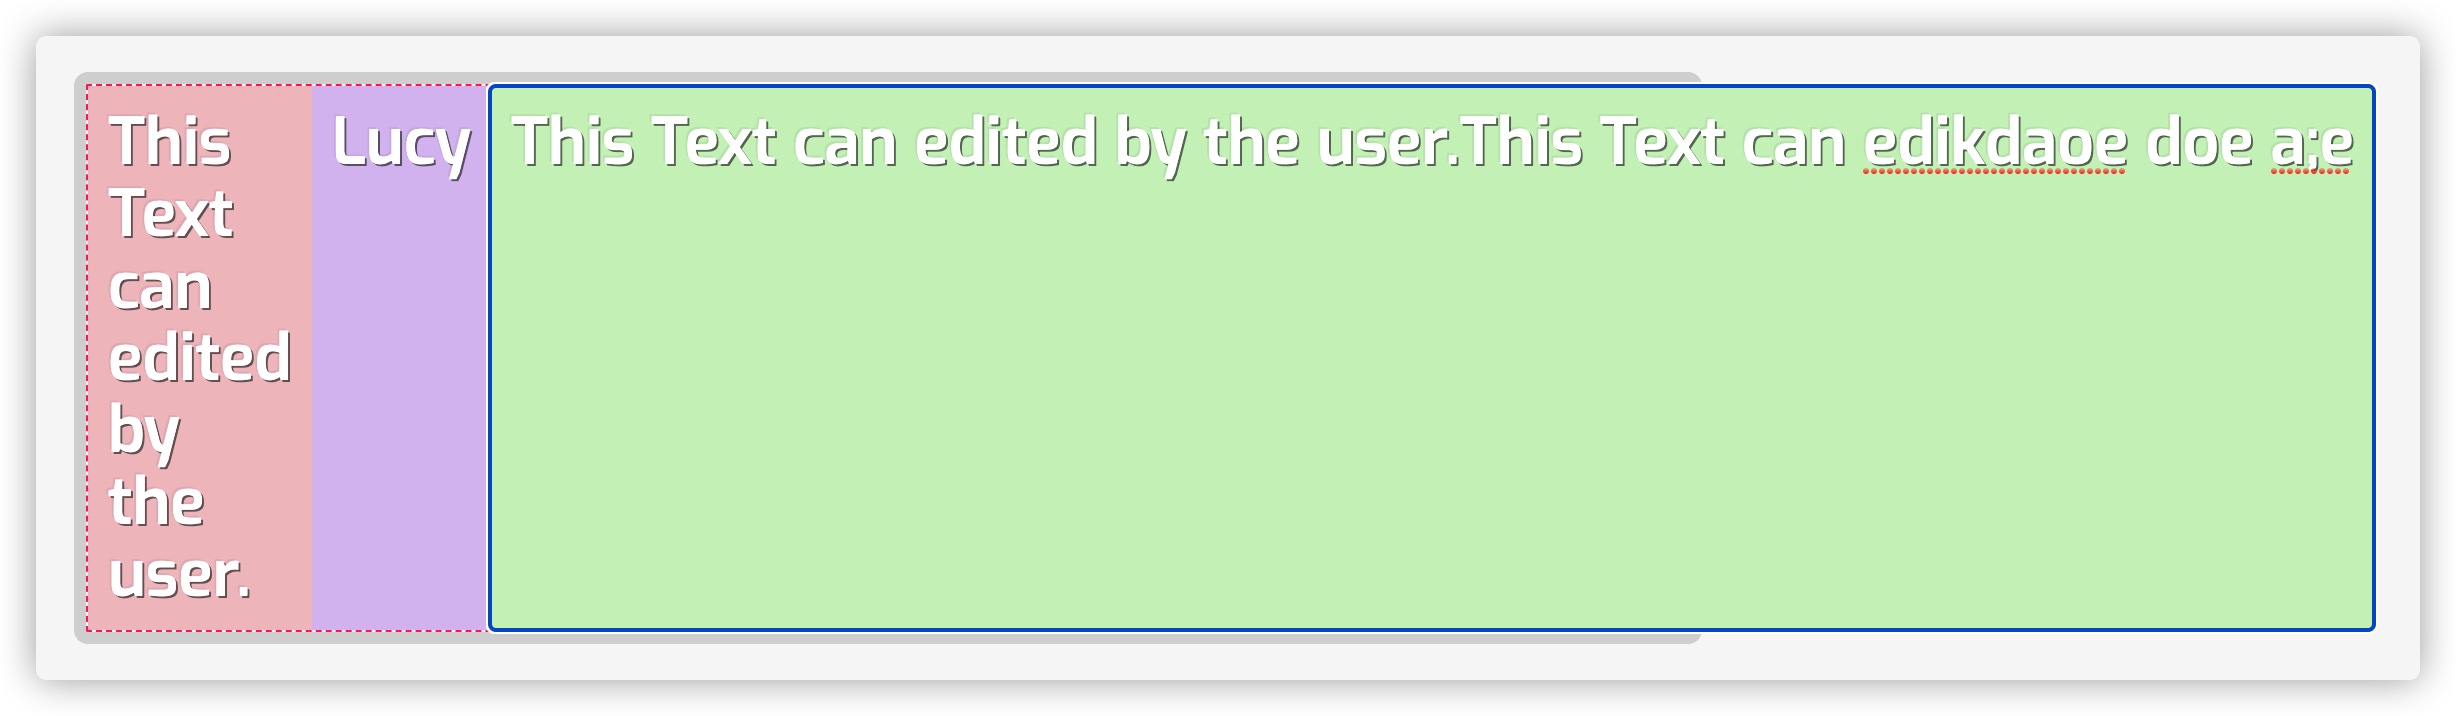 This
Text
can
edited
by
the
user.
Lucy
This Text can edited by the user.This Text can edikdaoe doe a;e